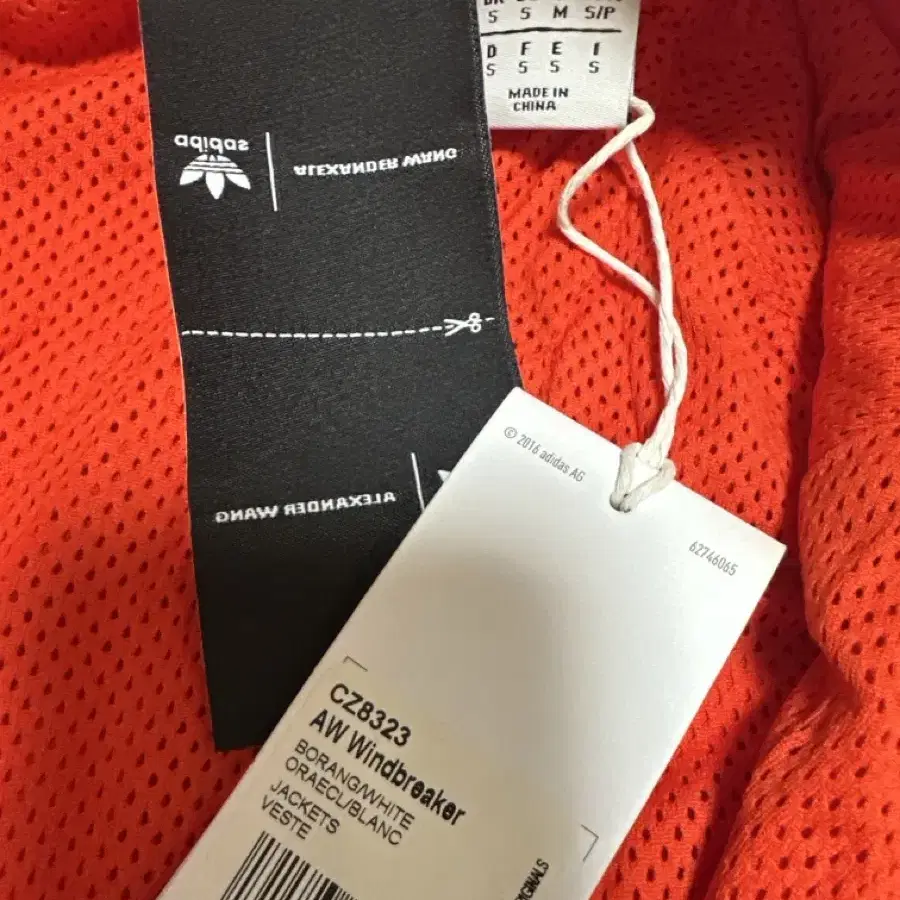 S S M S/P
D F E I
S S S S
MADE IN
CHINA
adidas
ALEXANDER WANG
ALEXANDER WANG
© 2016 adidas AG
62746065
CZ8323
AW Windbreaker
BORANG/WHITE
ORAECL/BLANC
JACKETS
VESTE